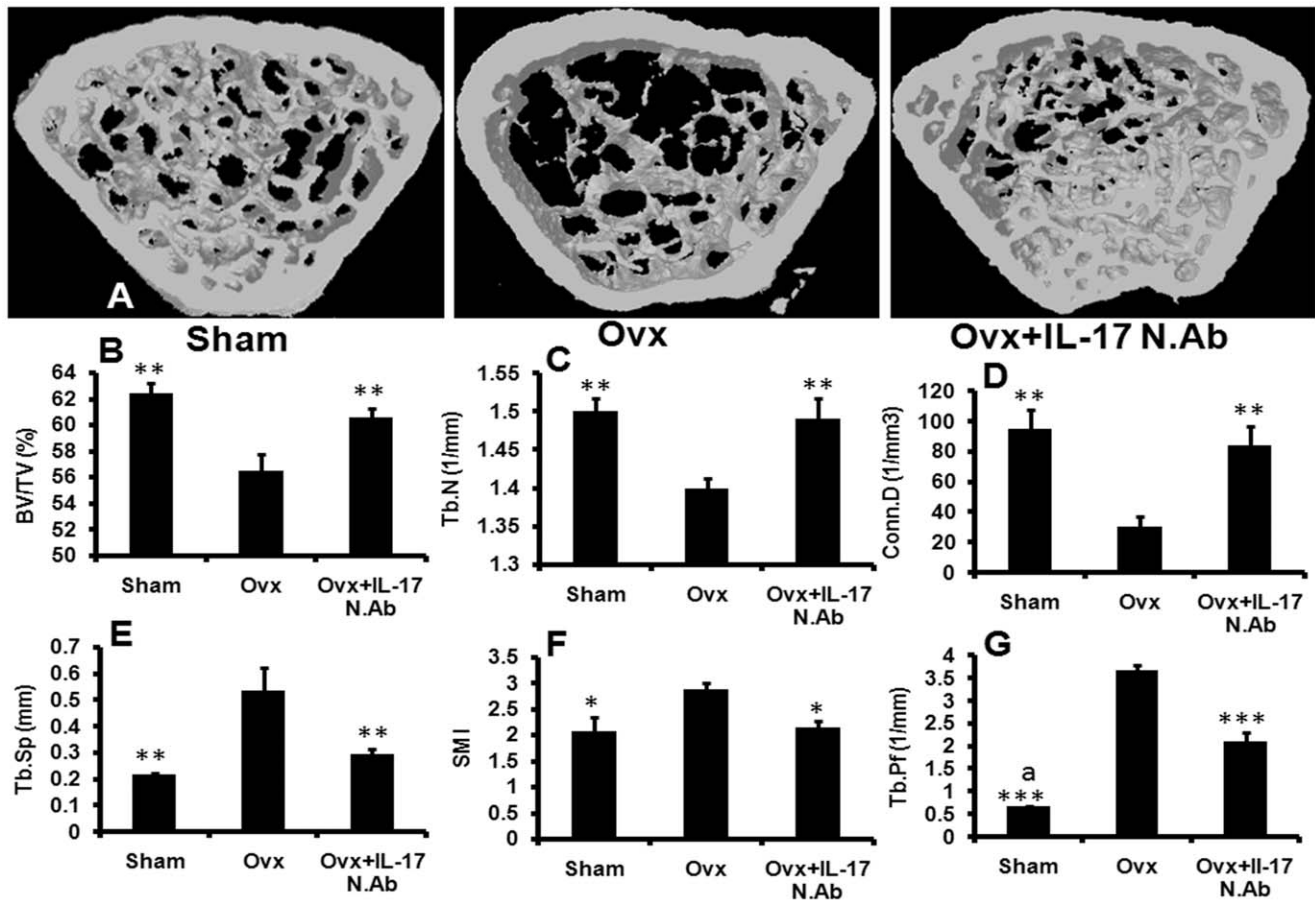 A
Sham
Ovx
Ovx+IL-17 N.Ab
B
**
**
64
62
60
58
56
54
52
50
BV/TV (%)
Sham
Ovx
Ovx+IL-17
N.Ab
C
**
**
1.55
1.5
1.45
1.4
1.35
1.3
Tb.N (1/mm)
Sham
Ovx
Ovx+IL-17
N.Ab
D
**
**
120
100
80
60
40
20
0
Conn.D (1/mm3)
Sham
Ovx
Ovx+IL-17
N.Ab
E
**
**
0.7
0.6
0.5
0.4
0.3
0.2
0.1
0
Tb.Sp (mm)
Sham
Ovx
Ovx+IL-17
N.Ab
F
*
*
3.5
3
2.5
2
1.5
1
0.5
0
SMI
Sham
Ovx
Ovx+IL-17
N.Ab
G
a
***
***
4
3.5
3
2.5
2
1.5
1
0.5
0
Tb.Pf (1/mm)
Sham
Ovx
Ovx+Il-17
N.Ab